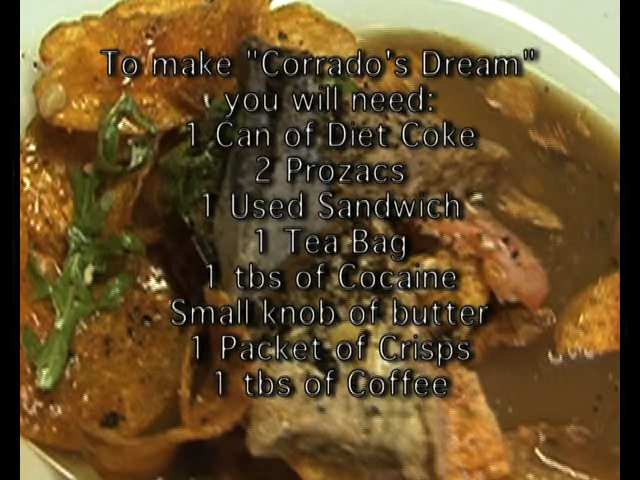 To make "Corrado's Dream"
you will need:
1 Can of Diet Coke
2 Prozacs
1 Used Sandwich
1 Tea Bag
1 tbs of Cocaine
Small knob of butter
1 Packet of Crisps
1 tbs of Coffee